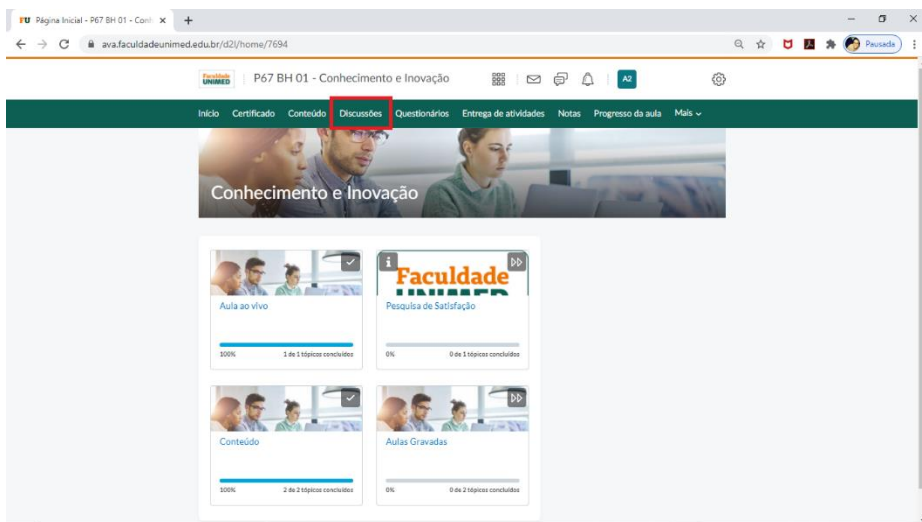 FU Página Inicial - P67 BH 01 - Conh
ava.faculdadeunimed.edu.br/d2l/home/7694
Pausada
Faculdade UNIMED P67 BH 01 - Conhecimento e Inovação A2
Início Certificado Conteúdo Discussões Questionários Entrega de atividades Notas Progresso da aula Mais
Conhecimento e Inovação
Faculdade
UNIMED
Aula ao vivo Pesquisa de Satisfação
100% 1 de 1 tópicos concluídos 0% 0 de 1 tópicos concluídos
Conteúdo Aulas Gravadas
100% 2 de 2 tópicos concluídos 0% 0 de 2 tópicos concluídos